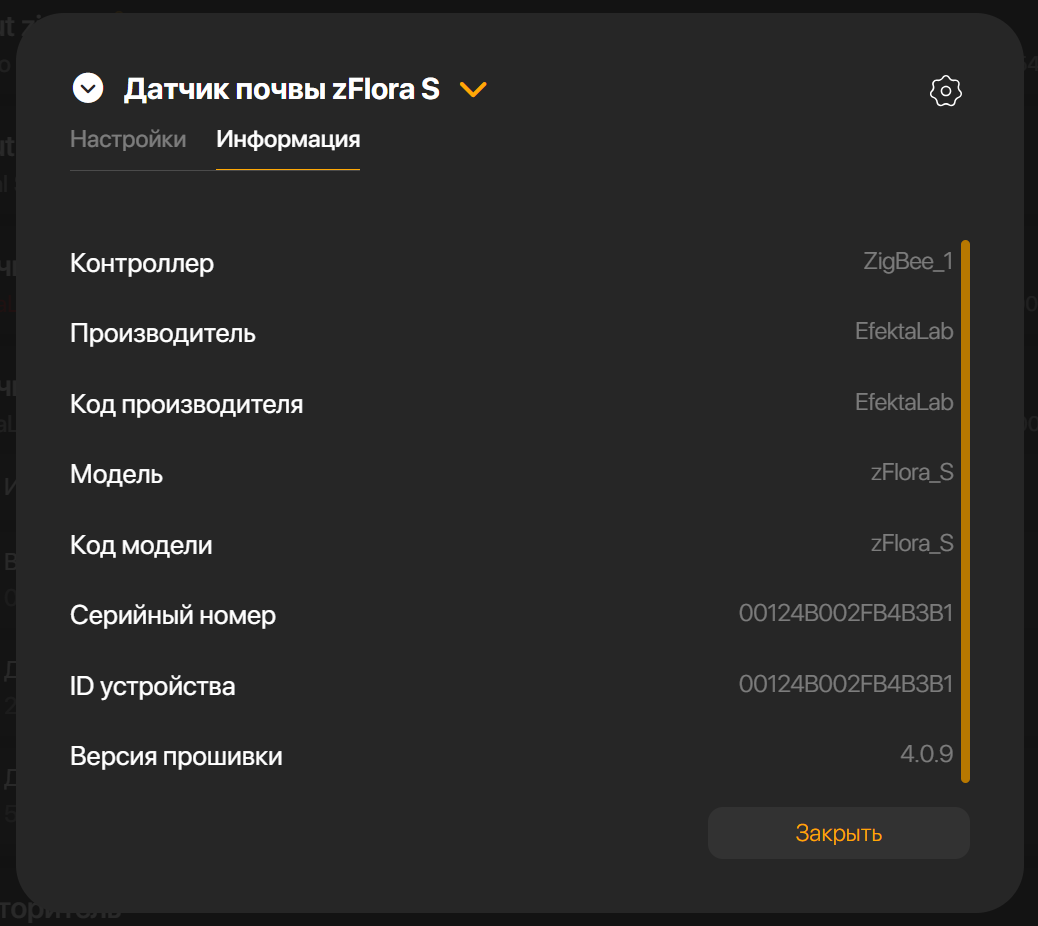 Датчик почвы zFlora S
Настройки Информация
Контроллер ZigBee_1
Производитель EfektaLab
Код производителя EfektaLab
Модель zFlora_S
Код модели zFlora_S
Серийный номер 00124B002FB4B3B1
ID устройства 00124B002FB4B3B1
Версия прошивки 4.0.9
Закрыть